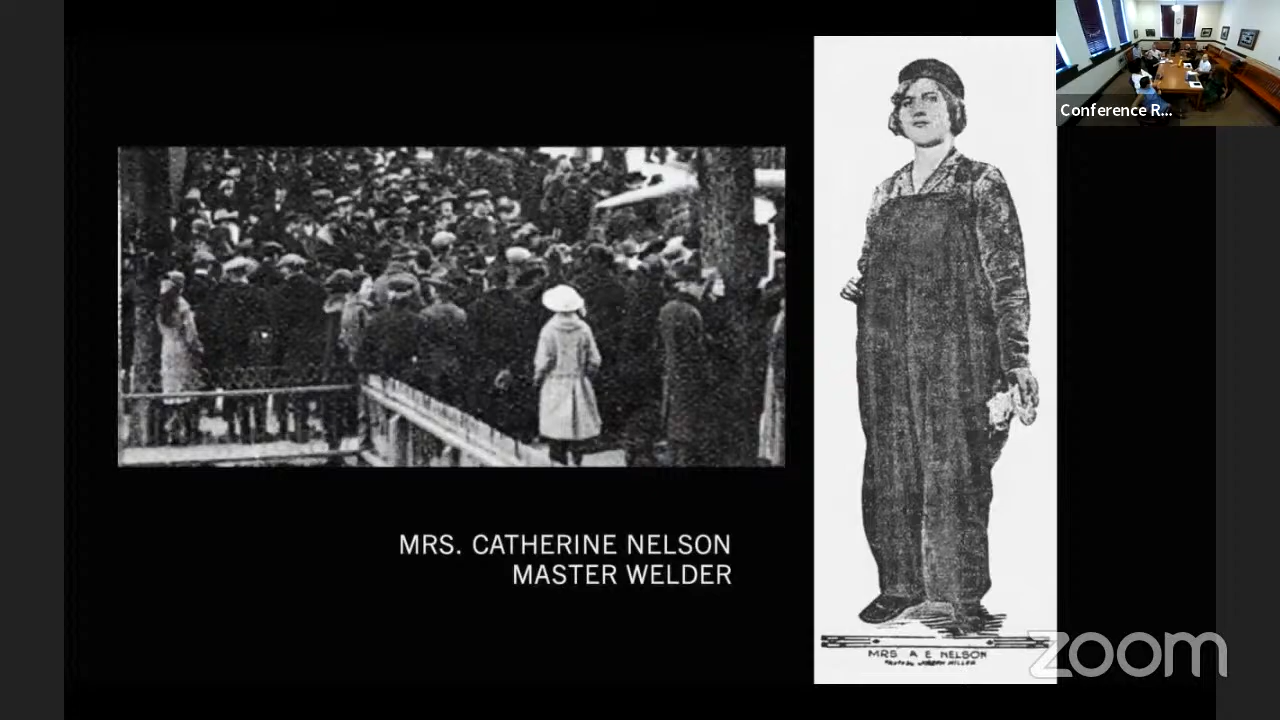 Conference R...
MRS. CATHERINE NELSON
MASTER WELDER
MRS A E NELSON
zoom